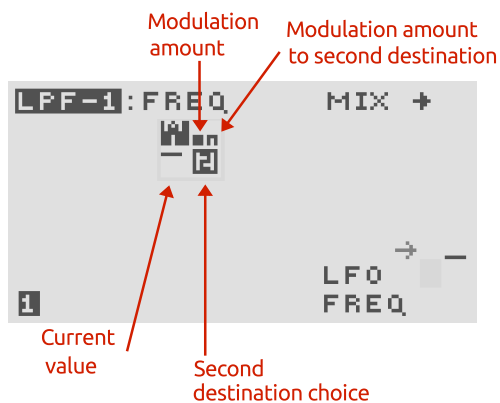 Modulation
amount
Modulation amount
to second destination
LPF-1:FREQ
MIX
W
2
LFO
FREQ
1
Current
value
Second
destination choice